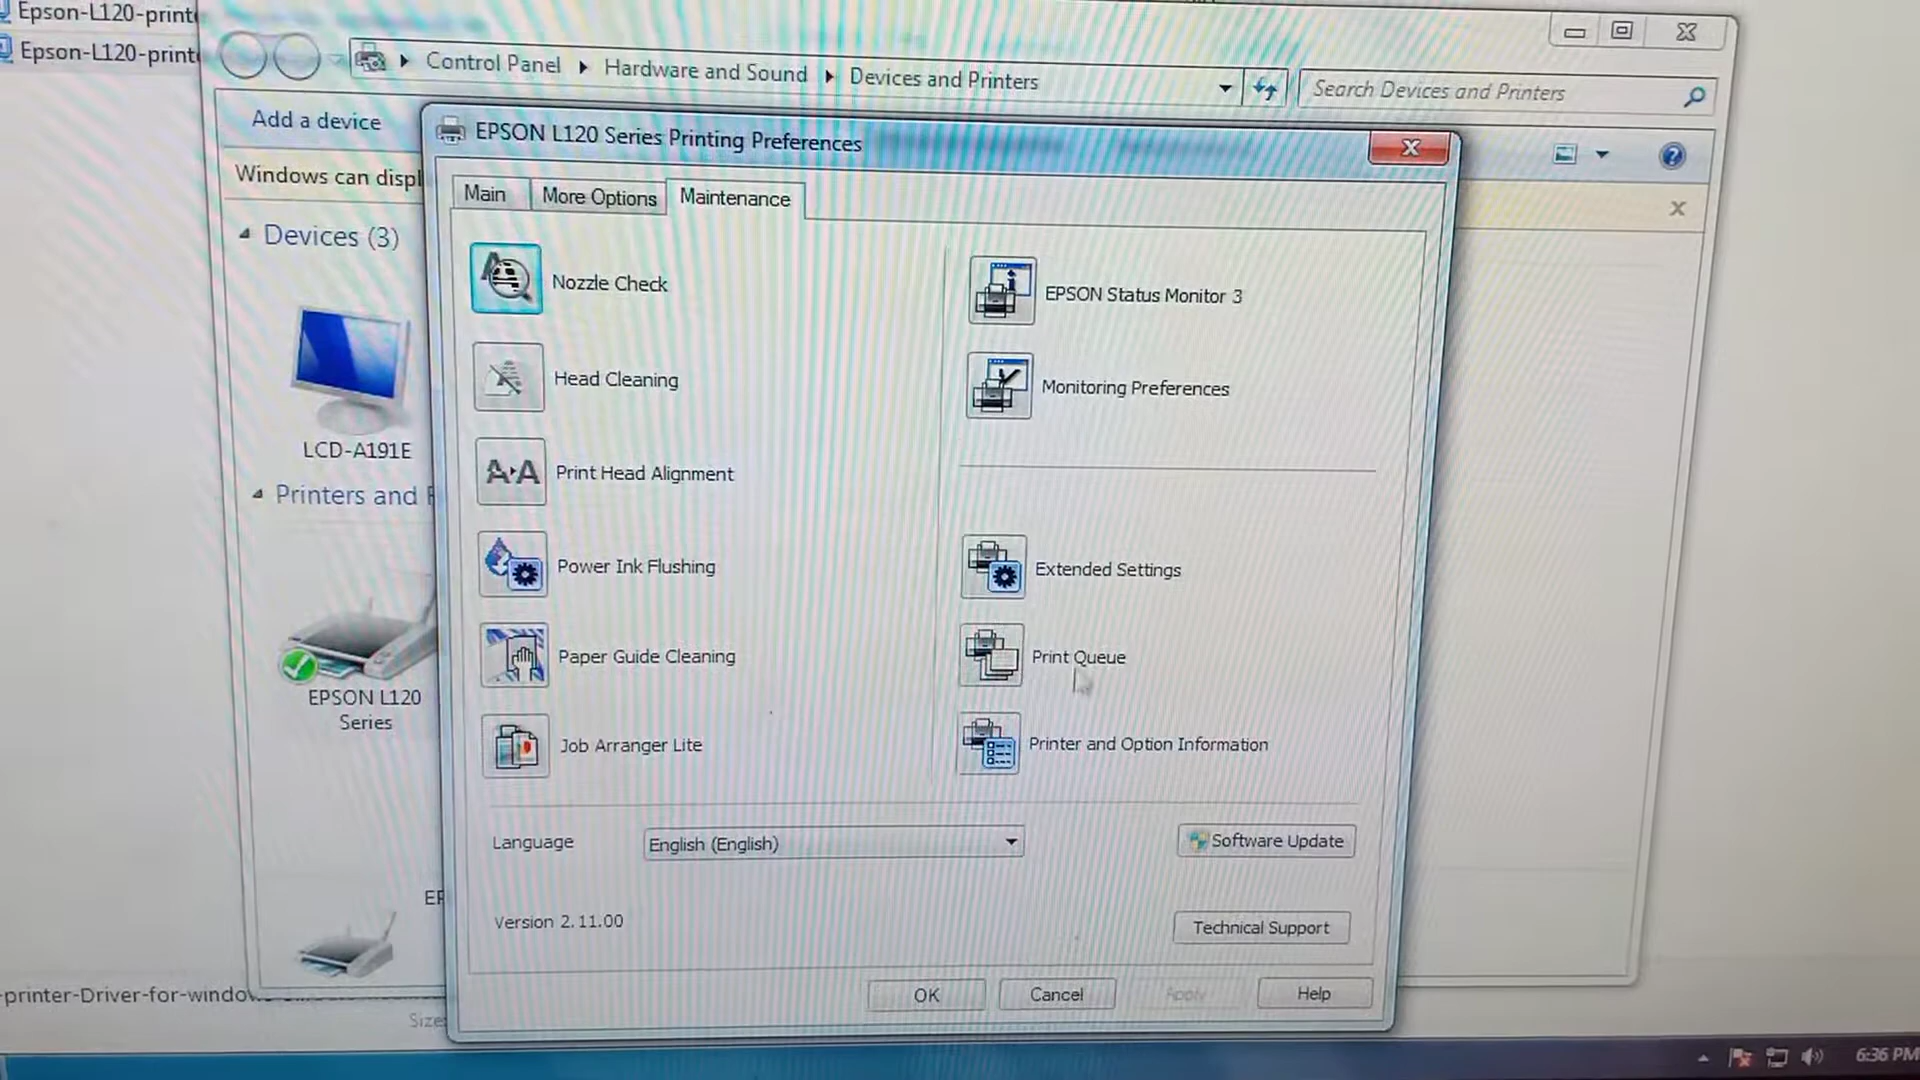 Epson-L120-print
Epson-L120-printe
Control Panel
Hardware and Sound
Devices and Printers
Search Devices and Printers
Add a device
EPSON L120 Series Printing Preferences
Windows can displ
Main
More Options
Maintenance
Devices (3)
Nozzle Check
EPSON Status Monitor 3
Head Cleaning
Monitoring Preferences
LCD-A191E
Print Head Alignment
Printers and F
Power Ink Flushing
Extended Settings
Paper Guide Cleaning
Print Queue
EPSON L120
Series
Job Arranger Lite
Printer and Option Information
Language
English (English)
Software Update
EP
Version 2.11.00
Technical Support
-printer-Driver-for-window
OK
Cancel
Apply
Help
Size:
6:36 PM